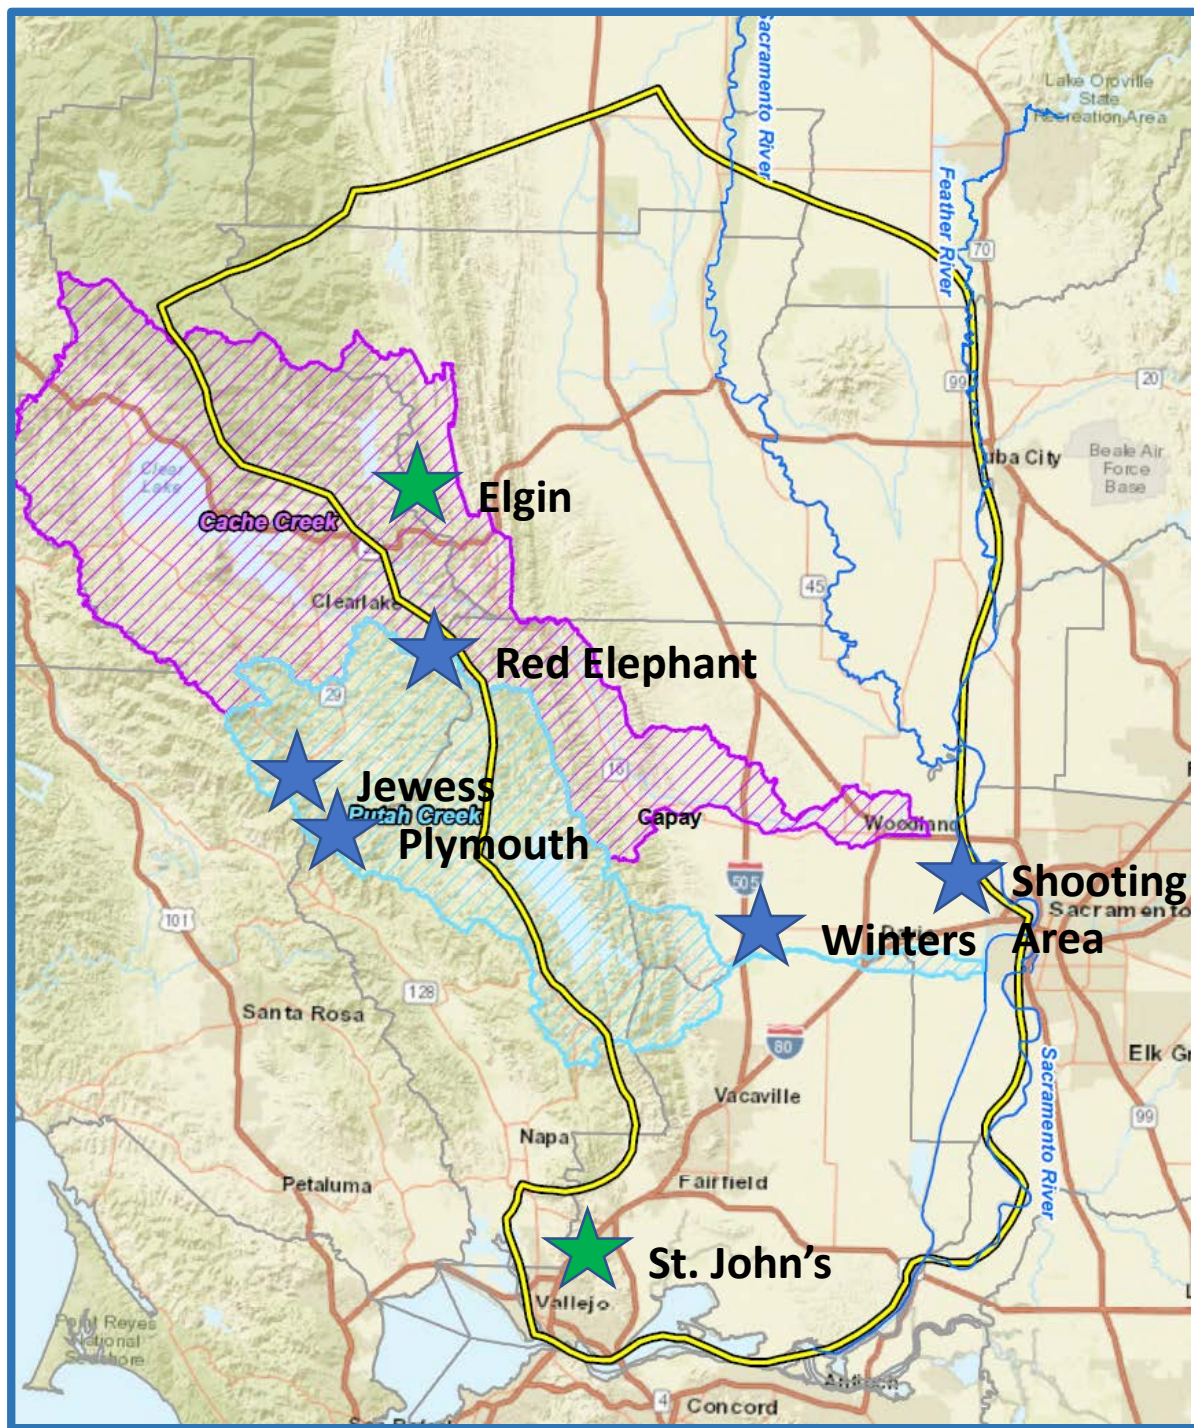 Sacramento River
Lake Oroville
State
Recreation Area
Feather River
70
99
20
Yuba City
Beale Air
Force
Base
Elgin
Clear
Lake
Cache Creek
45
Clearlake
Red Elephant
29
16
Jewess
Putah Creek
Capay
Woodland
Plymouth
505
Shooting
Area
Sacramento
Winters
Davis
101
128
Santa Rosa
80
Elk Gr
Sacramento River
Vacaville
99
Napa
Petaluma
Fairfield
St. John's
Vallejo
Point Reyes
National
Seashore
Antioch
4
Concord
San Rafael